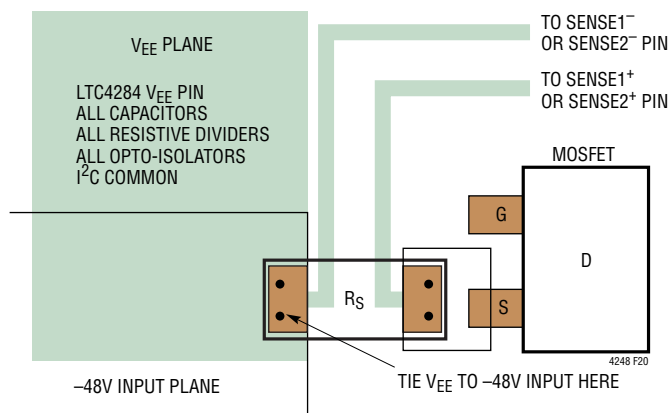 V_EE PLANE
LTC4284 V_EE PIN
ALL CAPACITORS
ALL RESISTIVE DIVIDERS
ALL OPTO-ISOLATORS
I²C COMMON
TO SENSE1⁻
OR SENSE2⁻ PIN
TO SENSE1⁺
OR SENSE2⁺ PIN
MOSFET
G
D
R_S
S
4248 F20
–48V INPUT PLANE
TIE V_EE TO –48V INPUT HERE